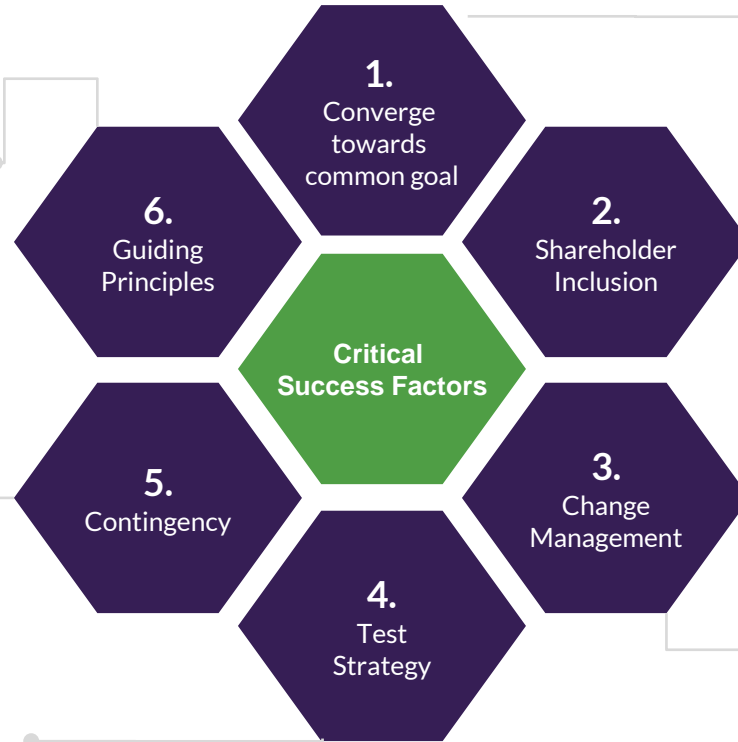 1.
Converge
towards
common goal
2.
Shareholder
Inclusion
3.
Change
Management
4.
Test
Strategy
5.
Contingency
6.
Guiding
Principles
Critical
Success Factors